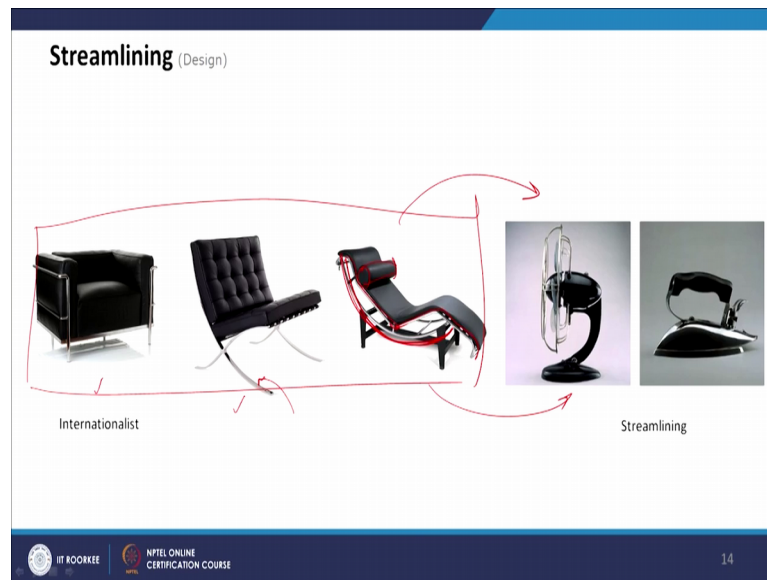 Streamlining (Design)
Internationalist
Streamlining
IIT ROORKEE
NPTEL ONLINE
CERTIFICATION COURSE
14